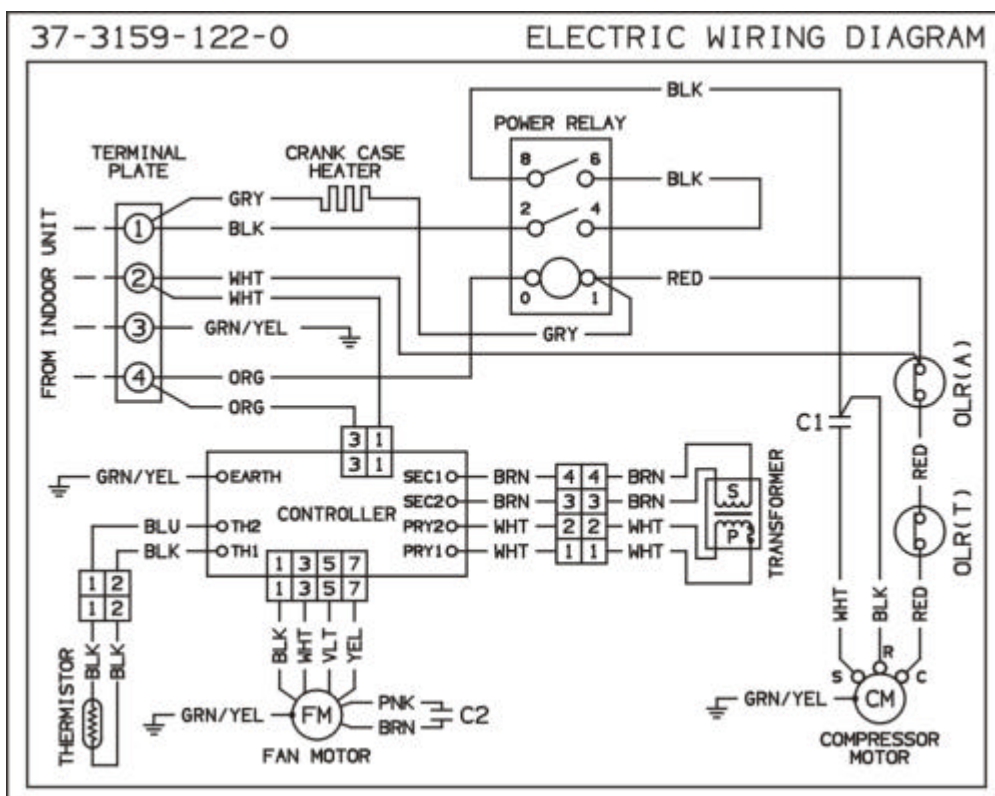 37-3159-122-0
ELECTRIC WIRING DIAGRAM
BLK
POWER RELAY
TERMINAL
PLATE
CRANK CASE
HEATER
8
6
BLK
GRY
2
4
1
BLK
FROM INDOOR UNIT
2
WHT
WHT
0
1
RED
GRY
3
GRN/YEL
4
ORG
ORG
OLR(A)
C1
3 1
3 1
RED
GRN/YEL
EARTH
CONTROLLER
SEC1
BRN
4 4
BRN
SEC2
BRN
3 3
BRN
PRY2
WHT
2 2
WHT
PRY1
WHT
1 1
WHT
S
P
TRANSFORMER
BLU
TH2
BLK
TH1
OLR(T)
1 2
1 2
1 3 5 7
1 3 5 7
BLK
BLK
THERMISTOR
BLK
WHT
VLT
YEL
GRN/YEL
FM
PNK
BRN
C2
FAN MOTOR
WHT
BLK
RED
S
R
C
GRN/YEL
CM
COMPRESSOR
MOTOR